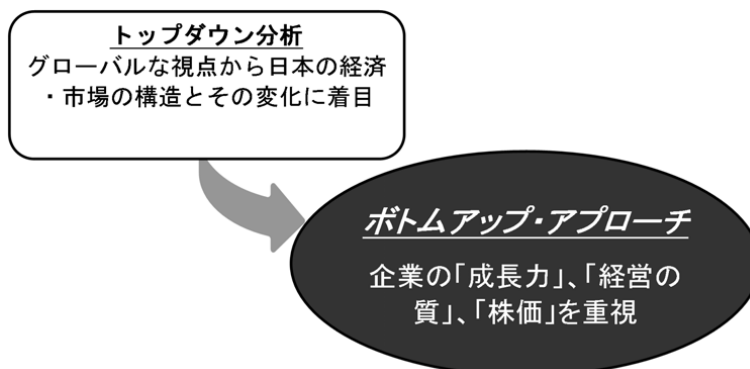 トップダウン分析
グローバルな視点から日本の経済
・市場の構造とその変化に着目
ボトムアップ・アプローチ
企業の「成長力」、「経営の
質」、「株価」を重視